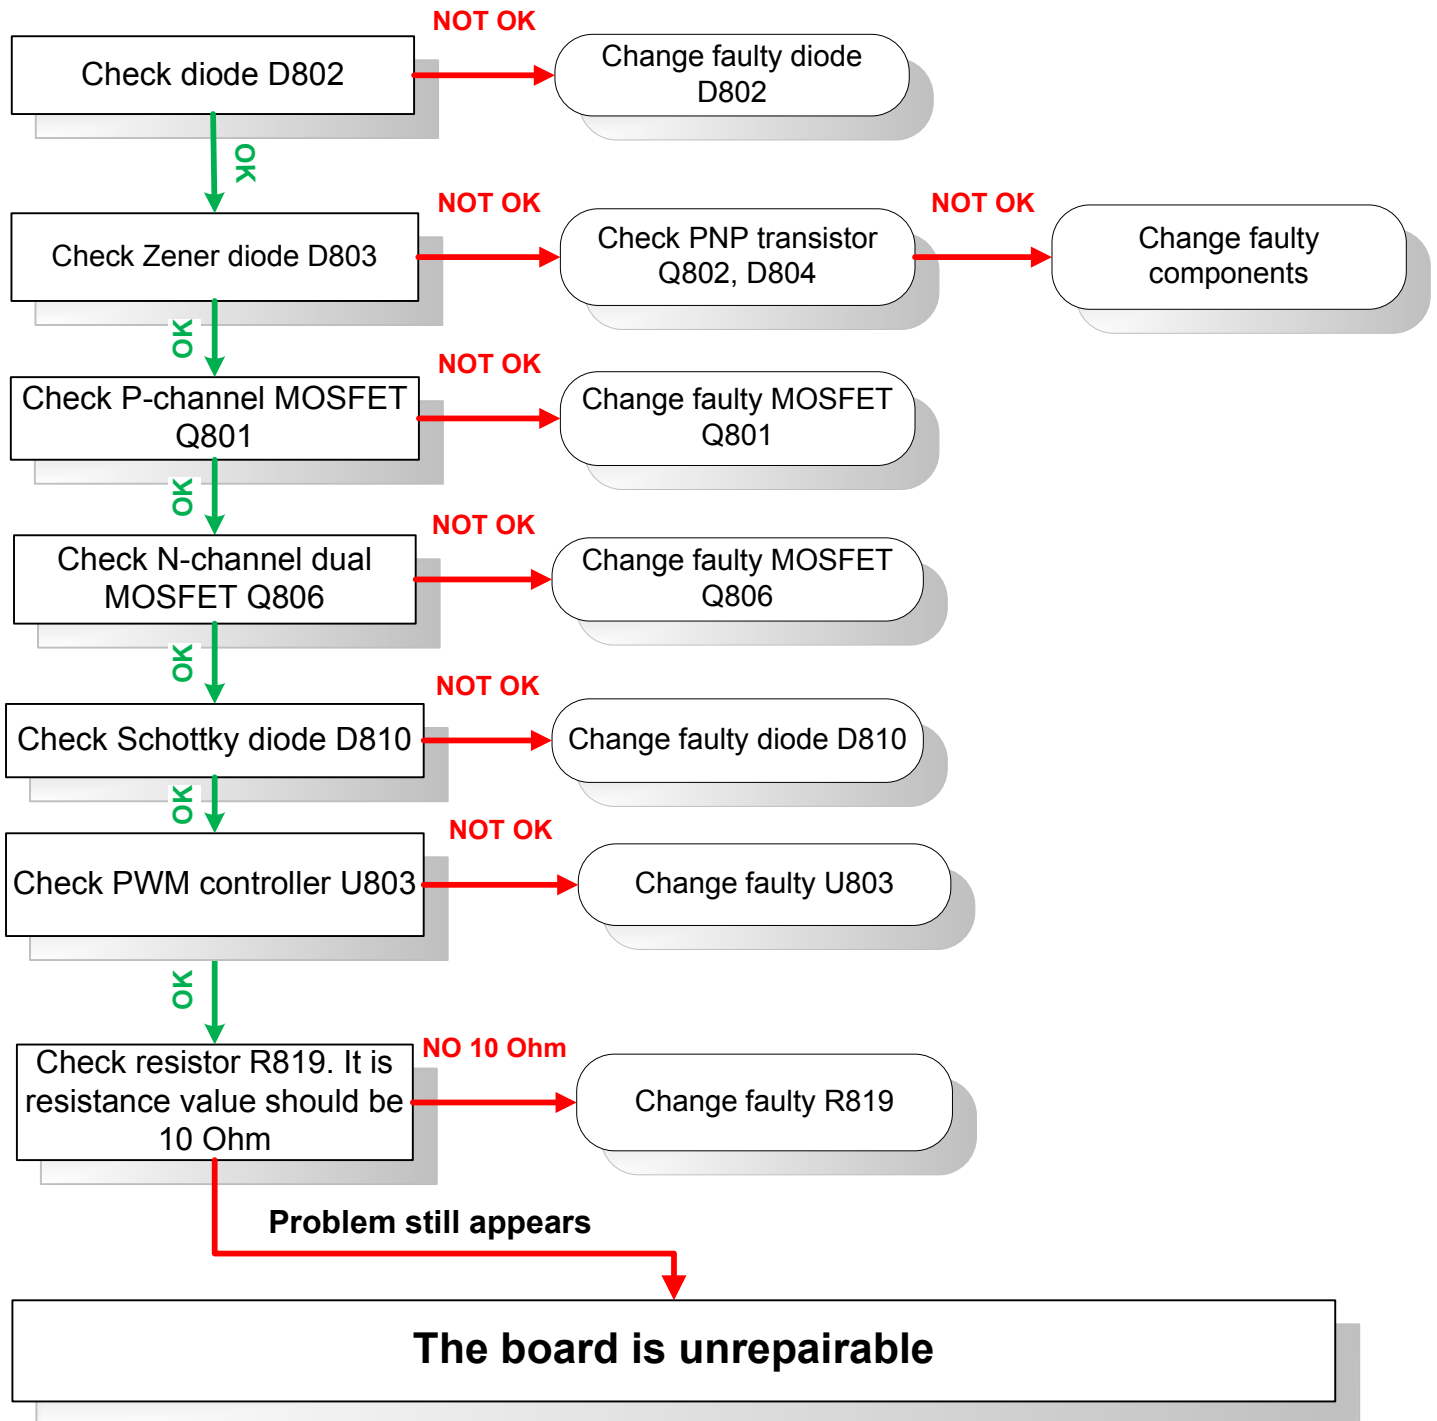 NOT OK
Check diode D802
Change faulty diode
D802
OK
NOT OK
NOT OK
Check Zener diode D803
Check PNP transistor
Q802, D804
Change faulty
components
OK
NOT OK
Check P-channel MOSFET
Q801
Change faulty MOSFET
Q801
OK
NOT OK
Check N-channel dual
MOSFET Q806
Change faulty MOSFET
Q806
OK
NOT OK
Check Schottky diode D810
Change faulty diode D810
OK
NOT OK
Check PWM controller U803
Change faulty U803
OK
NO 10 Ohm
Check resistor R819. It is
resistance value should be
10 Ohm
Change faulty R819
Problem still appears
The board is unrepairable